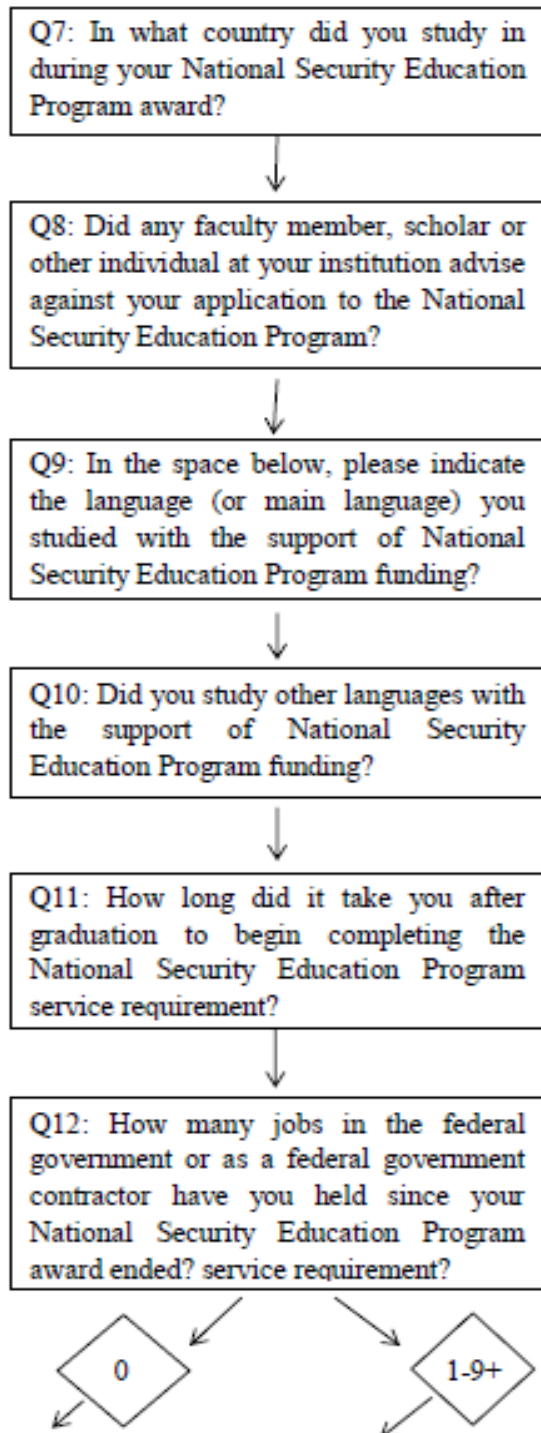 Q7: In what country did you study in
during your National Security Education
Program award?
Q8: Did any faculty member, scholar or
other individual at your institution advise
against your application to the National
Security Education Program?
Q9: In the space below, please indicate
the language (or main language) you
studied with the support of National
Security Education Program funding?
Q10: Did you study other languages with
the support of National Security
Education Program funding?
Q11: How long did it take you after
graduation to begin completing the
National Security Education Program
service requirement?
Q12: How many jobs in the federal
government or as a federal government
contractor have you held since your
National Security Education Program
award ended? service requirement?
0
1-9+